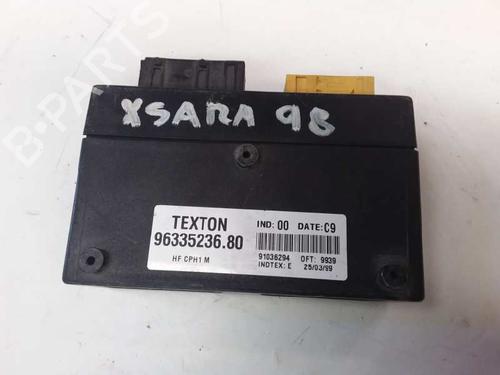 B-PARTS
XSARA 98
TEXTON
96335236.80
HF CPH1 M
IND: 00 DATE: C9
91036294 OFT: 9939
INDTEX: E 25/03/99